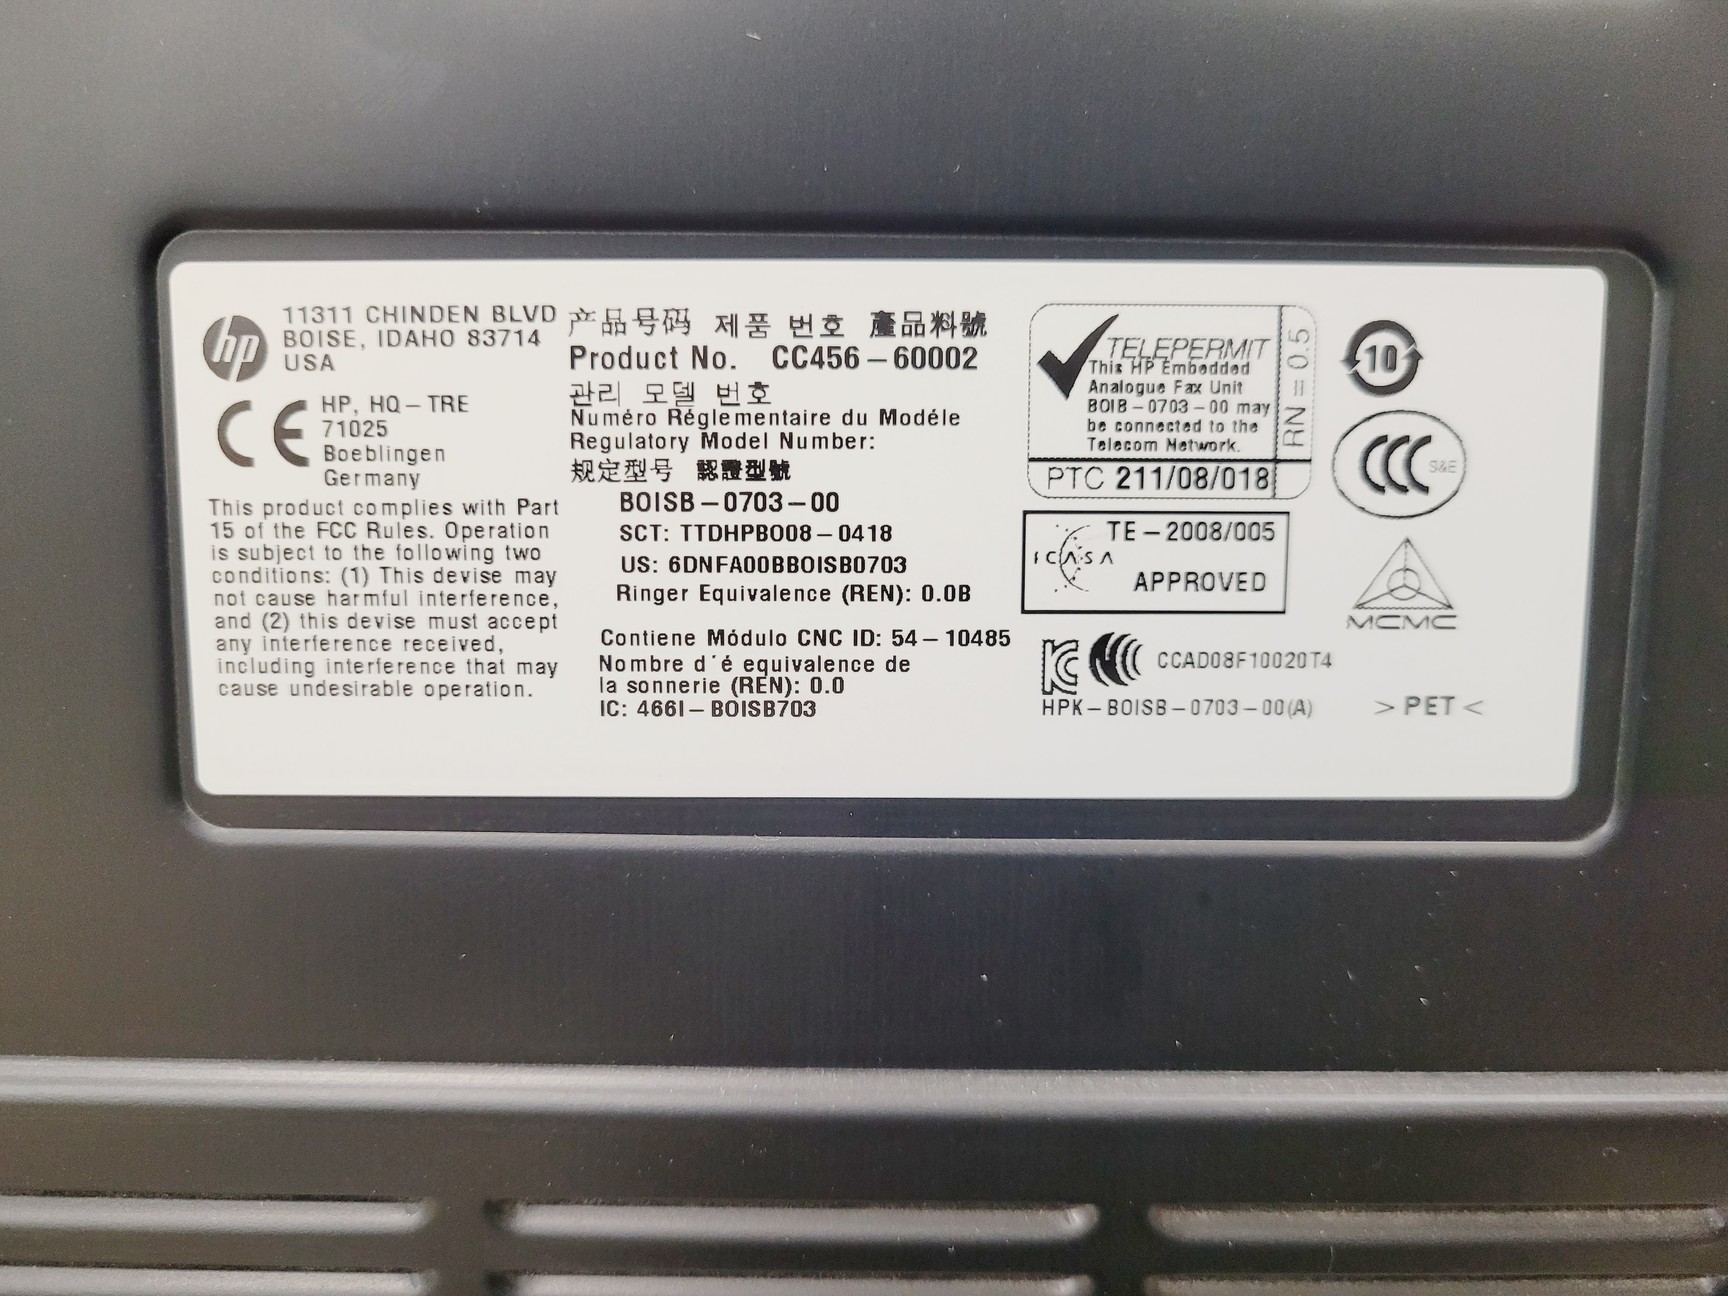 hp
11311 CHINDEN BLVD
BOISE, IDAHO 83714
USA
CE
HP, HQ – TRE
71025
Boeblingen
Germany
This product complies with Part
15 of the FCC Rules. Operation
is subject to the following two
conditions: (1) This devise may
not cause harmful interference,
and (2) this devise must accept
any interference received,
including interference that may
cause undesirable operation.
产品号码 제품 번호 產品料號
Product No. CC456 – 60002
관리 모델 번호
Numéro Réglementaire du Modéle
Regulatory Model Number:
规定型号 認證型號
BOISB – 0703 – 00
SCT: TTDHPBO08 – 0418
US: 6DNFA00BBOISB0703
Ringer Equivalence (REN): 0.0B
Contiene Módulo CNC ID: 54 – 10485
Nombre d´é equivalence de
la sonnerie (REN): 0.0
IC: 466I – BOISB703
TELEPERMIT
This HP Embedded
Analogue Fax Unit
BOIB – 0703 – 00 may
be connected to the
Telecom Network.
RN = 0.5
PTC 211/08/018
ICASA
TE – 2008/005
APPROVED
CCAD08F10020T4
HPK – BOISB – 0703 – 00(A)
10
CCC S&E
MCMC
> PET <